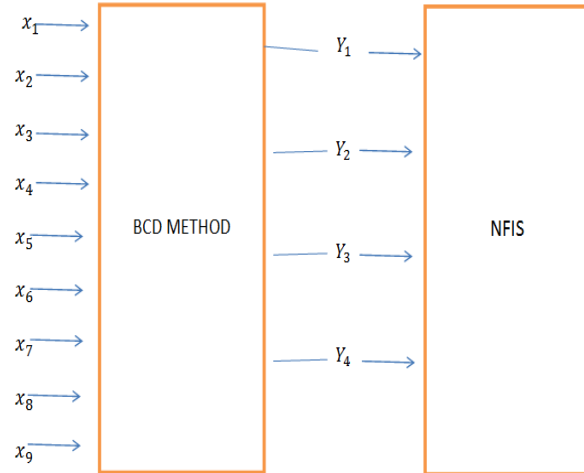 x₁
x₂
x₃
x₄
x₅
x₆
x₇
x₈
x₉
BCD METHOD
Y₁
Y₂
Y₃
Y₄
NFIS